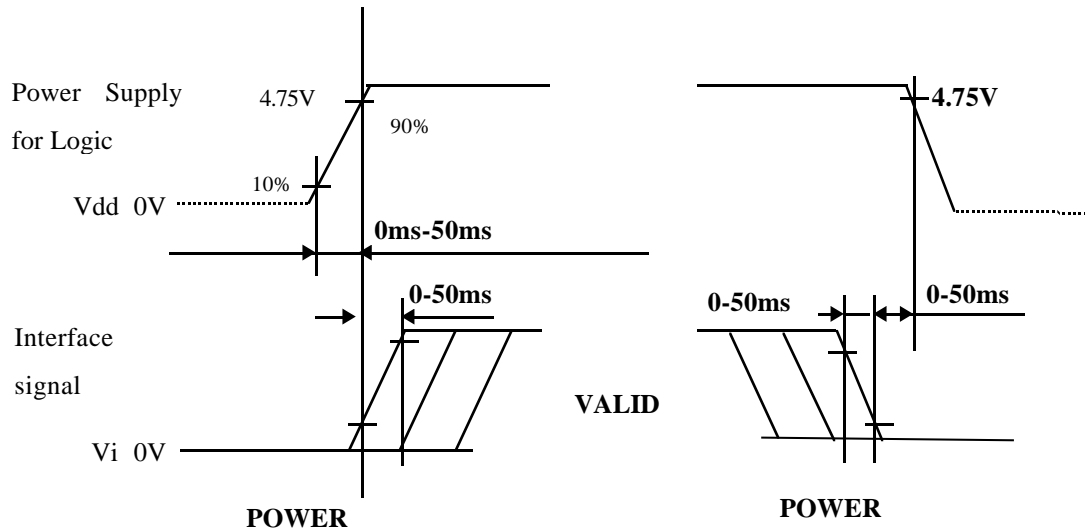 Power Supply
for Logic
4.75V
90%
10%
Vdd 0V
4.75V
0ms-50ms
0-50ms
0-50ms
0-50ms
Interface
signal
VALID
Vi 0V
POWER
POWER